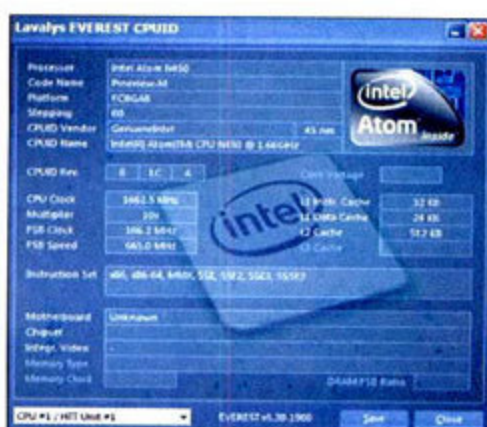 Lavalys EVEREST CPUID
Processor Intel Atom N450
Code Name Pineview-M
Platform FCBGA8
Stepping
CPUID Vendor GenuineIntel 45 nm
CPUID Name Intel(R) Atom(TM) CPU N450 @ 1.66GHz
intel
Atom
inside
CPUID Rev. 6 1C A
Core Voltage
CPU Clock 1662.5 MHz
Multiplier 10x
FSB Clock 166.2 MHz
FSB Speed 665.0 MHz
L1 Instr. Cache 32 KB
L1 Data Cache 24 KB
L2 Cache 512 KB
L3 Cache
intel
Instruction Set x86, x86-64, MMX, SSE, SSE2, SSE3, SSSE3
Motherboard Unknown
Chipset
Integr. Video -
Memory Type
Memory Clock
DRAM:FSB Ratio
CPU #1 / HTT Unit #1
EVEREST v5.30.1900
Save
Close